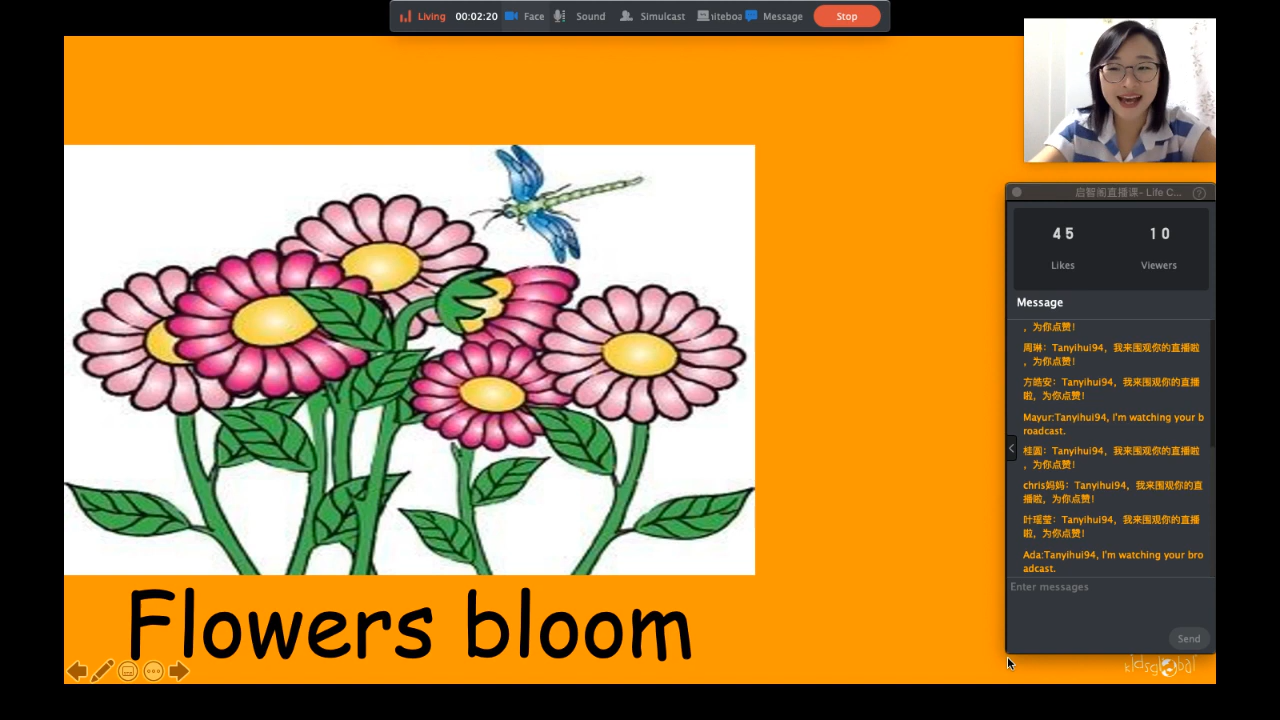 Living 00:02:20 Face Sound Simulcast iteboa Message Stop
启智阁直播课- Life C... ?
45 10
Likes Viewers
Message
，为你点赞！
周琳：Tanyihui94，我来围观你的直播啦
，为你点赞！
方皓安：Tanyihui94，我来围观你的直播
啦，为你点赞！
Mayur:Tanyihui94, I'm watching your b
roadcast.
桂圆：Tanyihui94，我来围观你的直播啦
，为你点赞！
chris妈妈：Tanyihui94，我来围观你的直
播啦，为你点赞！
叶瑶莹：Tanyihui94，我来围观你的直播
啦，为你点赞！
Ada:Tanyihui94, I'm watching your bro
adcast.
Enter messages
Send
Flowers bloom